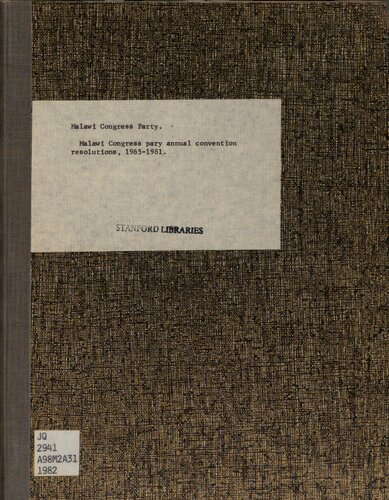 Malawi Congress Party.
Malawi Congress pary annual convention
resolutions, 1965-1981.
STANFORD LIBRARIES
JQ
2941
A98M2A31
1982